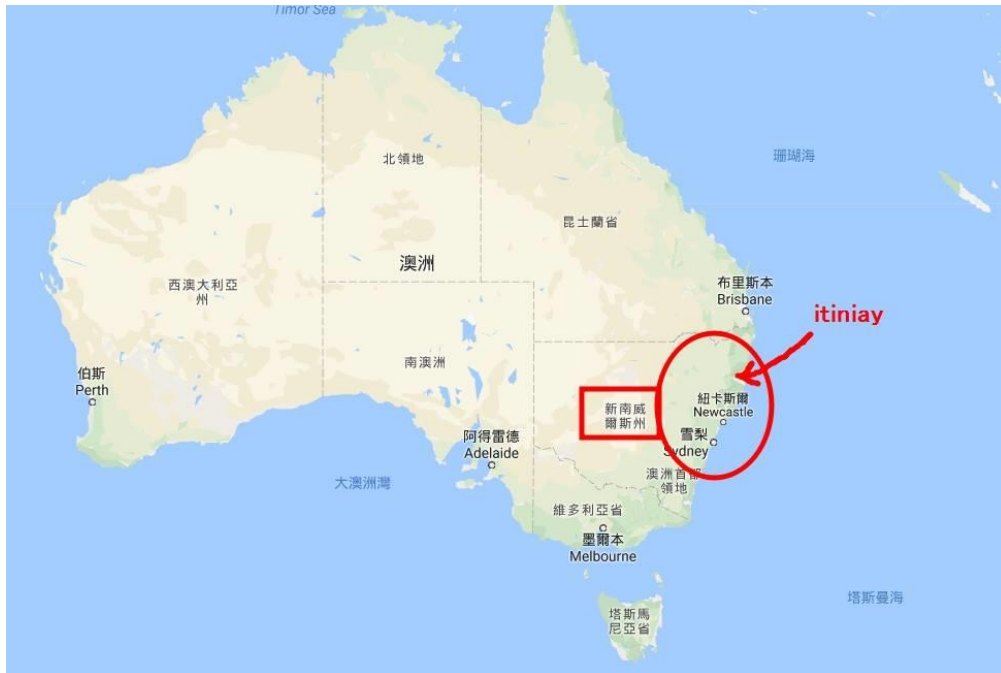 Timor Sea
北領地
珊瑚海
昆士蘭省
澳洲
西澳大利亞
州
布里斯本
Brisbane
itiniay
南澳洲
伯斯
Perth
紐卡斯爾
Newcastle
新南威
爾斯州
雪梨
Sydney
阿得雷德
Adelaide
澳洲首都
領地
大澳洲灣
維多利亞省
墨爾本
Melbourne
塔斯曼海
塔斯馬
尼亞省